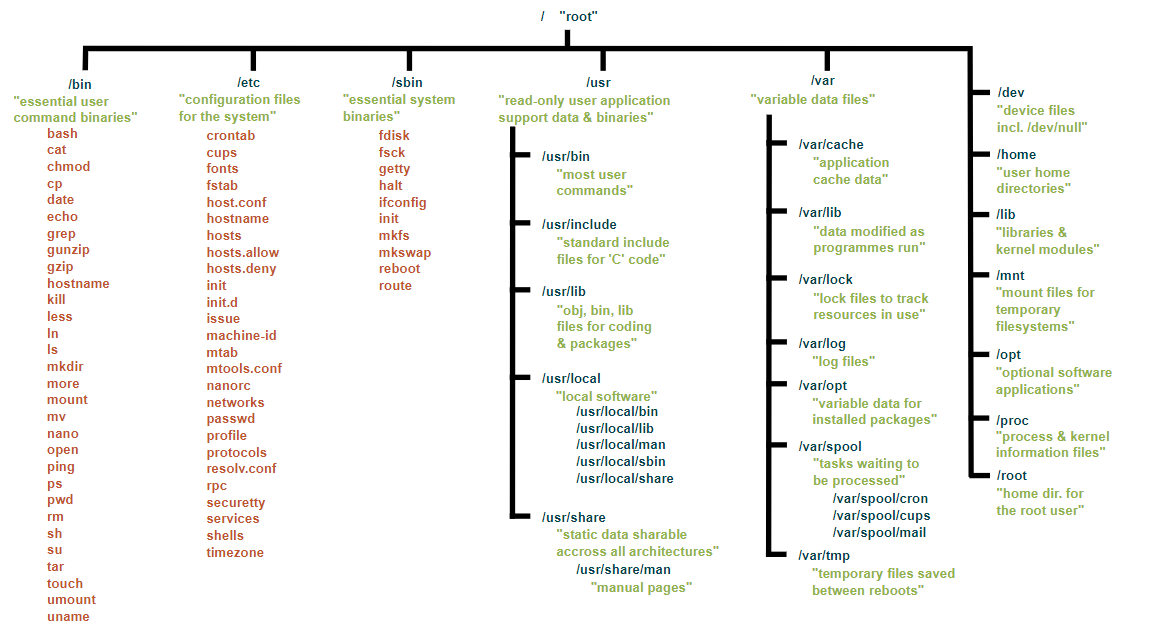 / "root"
/bin
"essential user
command binaries"
bash
cat
chmod
cp
date
echo
grep
gunzip
gzip
hostname
kill
less
ln
ls
mkdir
more
mount
mv
nano
open
ping
ps
pwd
rm
sh
su
tar
touch
umount
uname
/etc
"configuration files
for the system"
crontab
cups
fonts
fstab
host.conf
hostname
hosts
hosts.allow
hosts.deny
init
init.d
issue
machine-id
mtab
mtools.conf
nanorc
networks
passwd
profile
protocols
resolv.conf
rpc
securetty
services
shells
timezone
/sbin
"essential system
binaries"
fdisk
fsck
getty
halt
ifconfig
init
mkfs
mkswap
reboot
route
/usr
"read-only user application
support data & binaries"
/usr/bin
"most user
commands"
/usr/include
"standard include
files for 'C' code"
/usr/lib
"obj, bin, lib
files for coding
& packages"
/usr/local
"local software"
/usr/local/bin
/usr/local/lib
/usr/local/man
/usr/local/sbin
/usr/local/share
/usr/share
"static data sharable
accross all architectures"
/usr/share/man
"manual pages"
/var
"variable data files"
/var/cache
"application
cache data"
/var/lib
"data modified as
programmes run"
/var/lock
"lock files to track
resources in use"
/var/log
"log files"
/var/opt
"variable data for
installed packages"
/var/spool
"tasks waiting to
be processed"
/var/spool/cron
/var/spool/cups
/var/spool/mail
/var/tmp
"temporary files saved
between reboots"
/dev
"device files
incl. /dev/null"
/home
"user home
directories"
/lib
"libraries &
kernel modules"
/mnt
"mount files for
temporary
filesystems"
/opt
"optional software
applications"
/proc
"process & kernel
information files"
/root
"home dir. for
the root user"